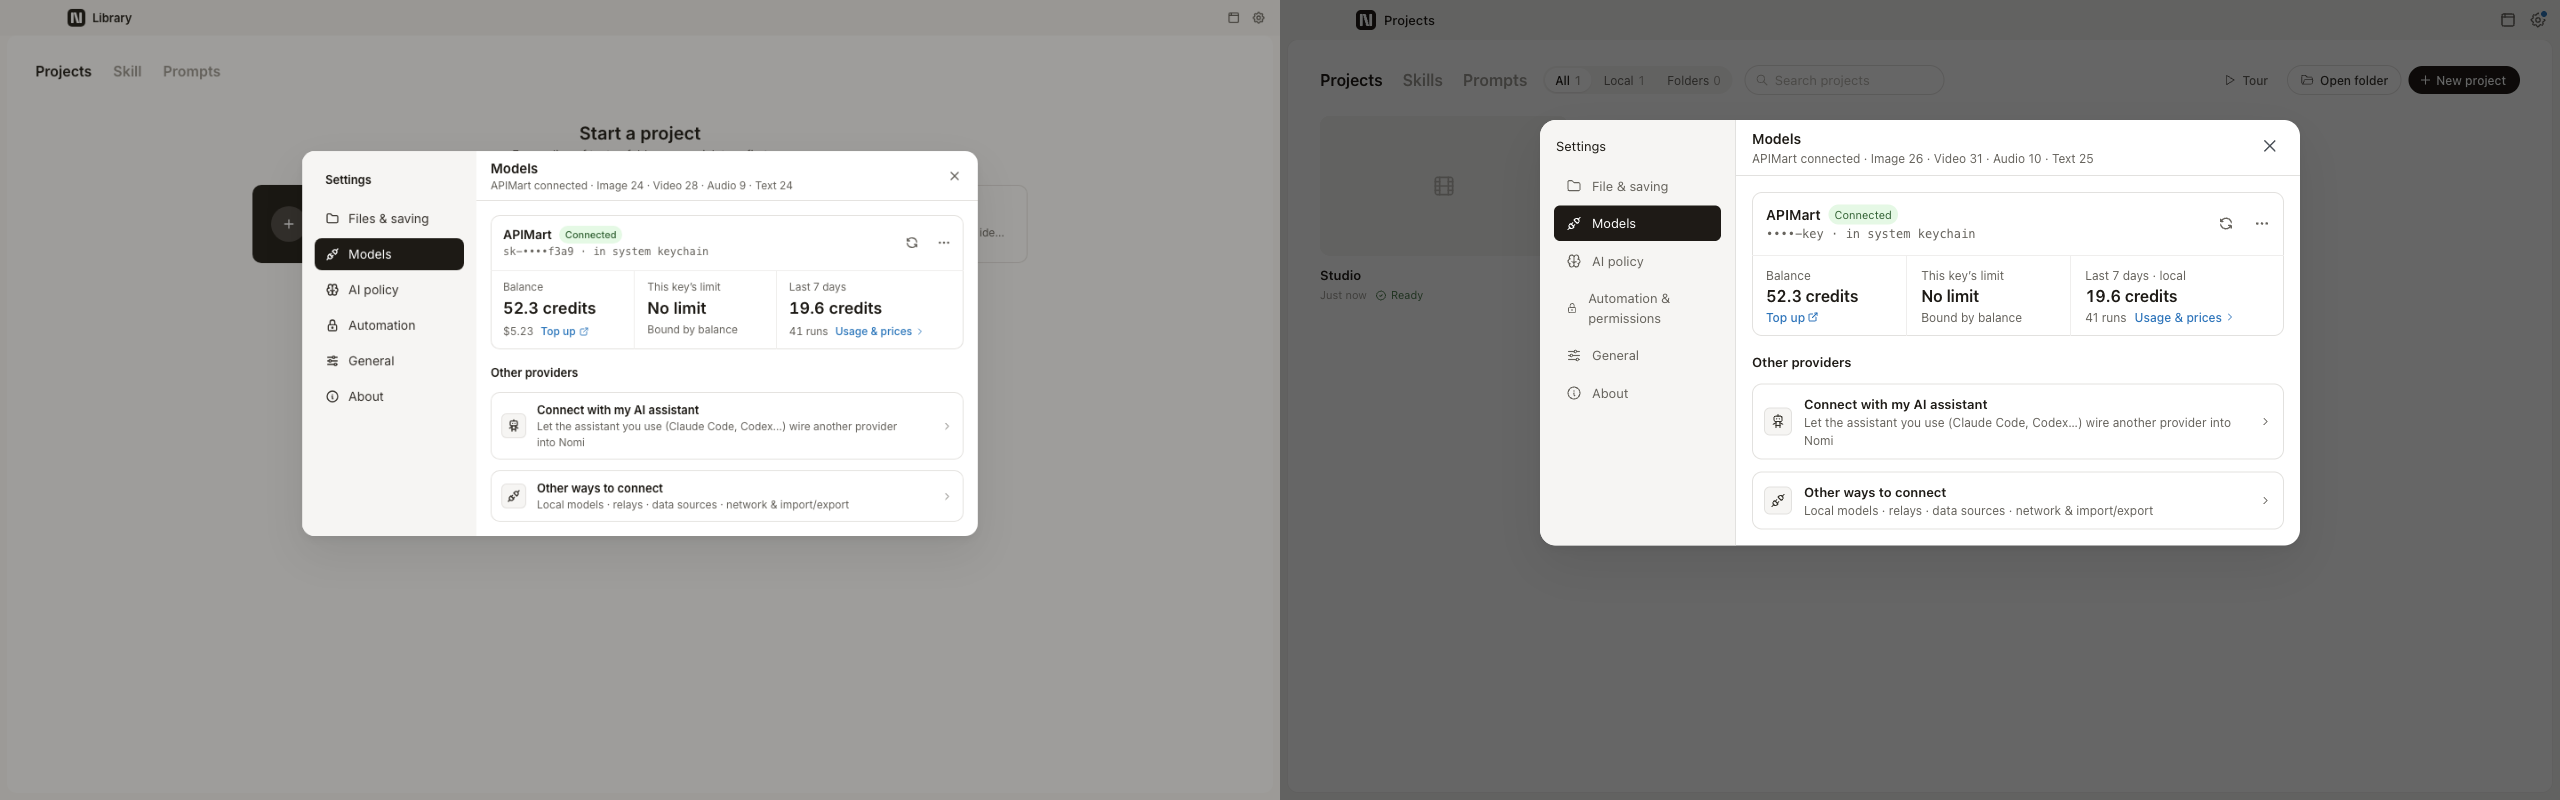 Library
Projects Skill Prompts
Start a project
ide...
Settings
Files & saving
Models
AI policy
Automation
General
About
Models
APIMart connected · Image 24 · Video 28 · Audio 9 · Text 24
APIMart Connected
sk-••••f3a9 · in system keychain
Balance
52.3 credits
$5.23 Top up
This key's limit
No limit
Bound by balance
Last 7 days
19.6 credits
41 runs Usage & prices
Other providers
Connect with my AI assistant
Let the assistant you use (Claude Code, Codex...) wire another provider
into Nomi
Other ways to connect
Local models · relays · data sources · network & import/export
Projects
Projects Skills Prompts All 1 Local 1 Folders 0 Search projects Tour Open folder New project
Studio
Just now Ready
Settings
File & saving
Models
AI policy
Automation &
permissions
General
About
Models
APIMart connected · Image 26 · Video 31 · Audio 10 · Text 25
APIMart Connected
••••-key · in system keychain
Balance
52.3 credits
Top up
This key's limit
No limit
Bound by balance
Last 7 days · local
19.6 credits
41 runs Usage & prices
Other providers
Connect with my AI assistant
Let the assistant you use (Claude Code, Codex...) wire another provider into
Nomi
Other ways to connect
Local models · relays · data sources · network & import/export